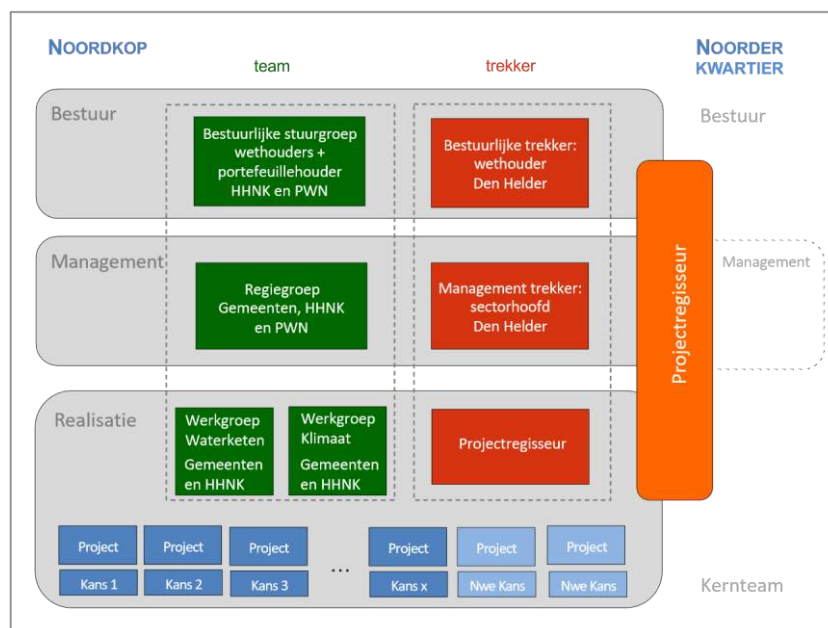 NOORDKOP
team
trekker
NOORDER
KWARTIER
Bestuur
Bestuurlijke stuurgroep
wethouders +
portefeuillehouder
HHNK en PWN
Bestuurlijke trekker:
wethouder
Den Helder
Bestuur
Management
Regiegroep
Gemeenten, HHNK
en PWN
Management trekker:
sectorhoofd
Den Helder
Projectregisseur
Management
Realisatie
Werkgroep
Waterketen
Gemeenten
en HHNK
Werkgroep
Klimaat
Gemeenten
en HHNK
Projectregisseur
Project
Project
Project
...
Project
Project
Project
Kans 1
Kans 2
Kans 3
Kans x
Nwe Kans
Nwe Kans
Kernteam